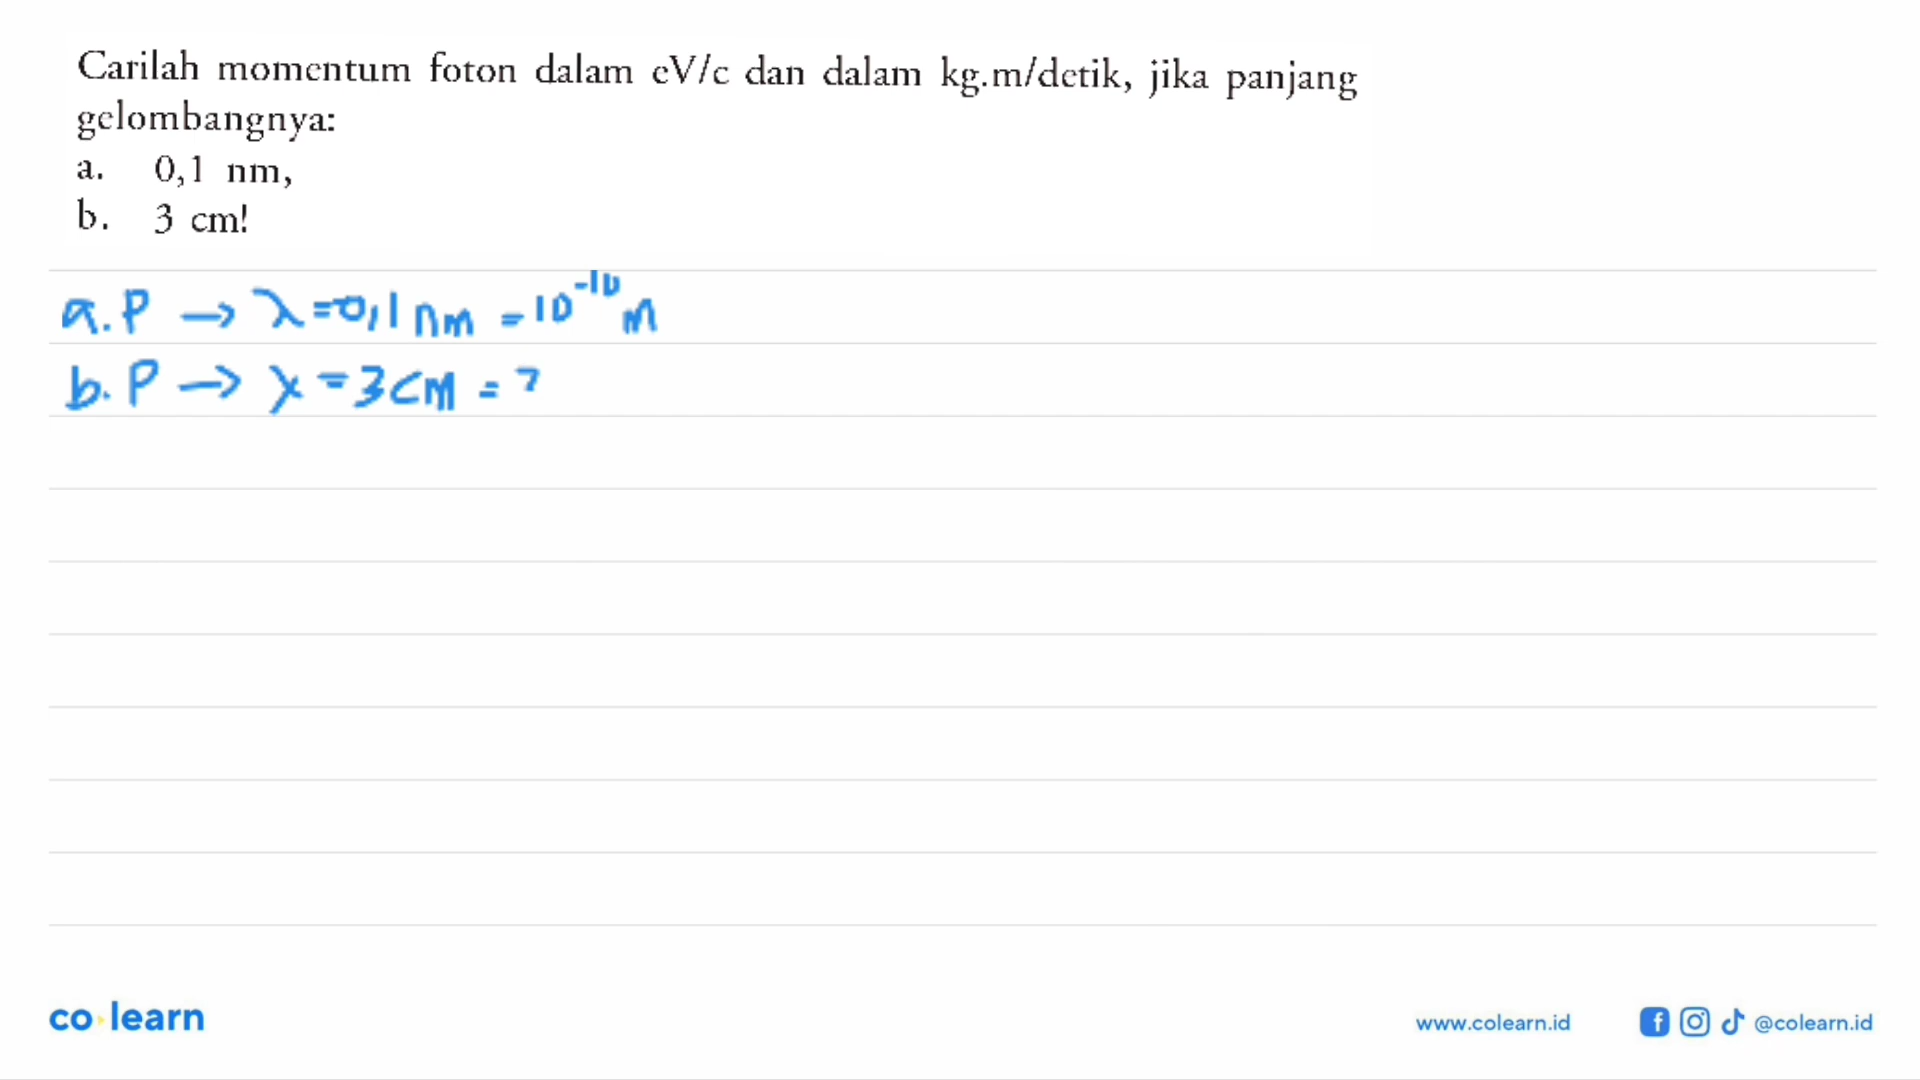 Carilah momentum foton dalam eV/c dan dalam kg.m/detik, jika panjang
gelombangnya:
a. 0,1 nm,
b. 3 cm!
a. P → λ = 0,1 nm = 10⁻¹⁰ m
b. P → λ = 3 cm = 3
co learn
www.colearn.id
@colearn.id